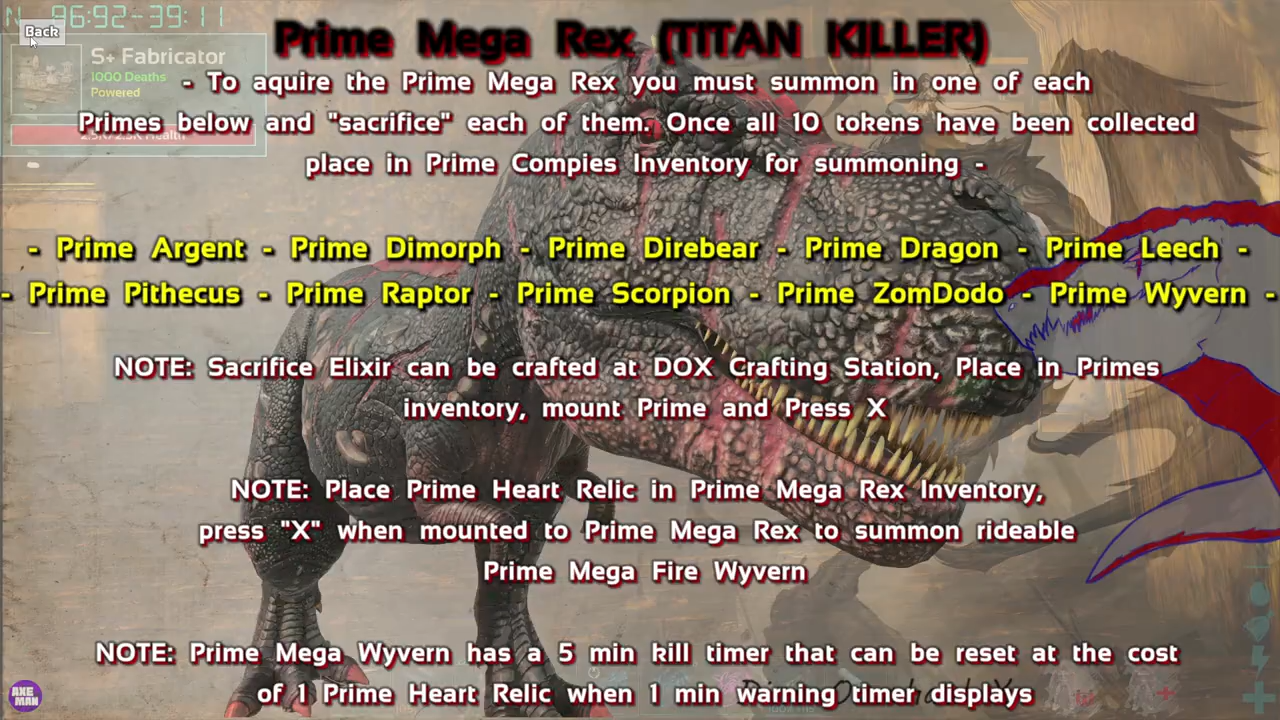 N 96:92-39:11
Back
S+ Fabricator
1000 Deaths
Powered
Prime Mega Rex (TITAN KILLER)
- To aquire the Prime Mega Rex you must summon in one of each
Primes below and "sacrifice" each of them. Once all 10 tokens have been collected
place in Prime Compies Inventory for summoning -
- Prime Argent - Prime Dimorph - Prime Direbear - Prime Dragon - Prime Leech -
- Prime Pithecus - Prime Raptor - Prime Scorpion - Prime ZomDodo - Prime Wyvern -
NOTE: Sacrifice Elixir can be crafted at DOX Crafting Station, Place in Primes
inventory, mount Prime and Press X
NOTE: Place Prime Heart Relic in Prime Mega Rex Inventory,
press "X" when mounted to Prime Mega Rex to summon rideable
Prime Mega Fire Wyvern
NOTE: Prime Mega Wyvern has a 5 min kill timer that can be reset at the cost
of 1 Prime Heart Relic when 1 min warning timer displays
AXE
MAN